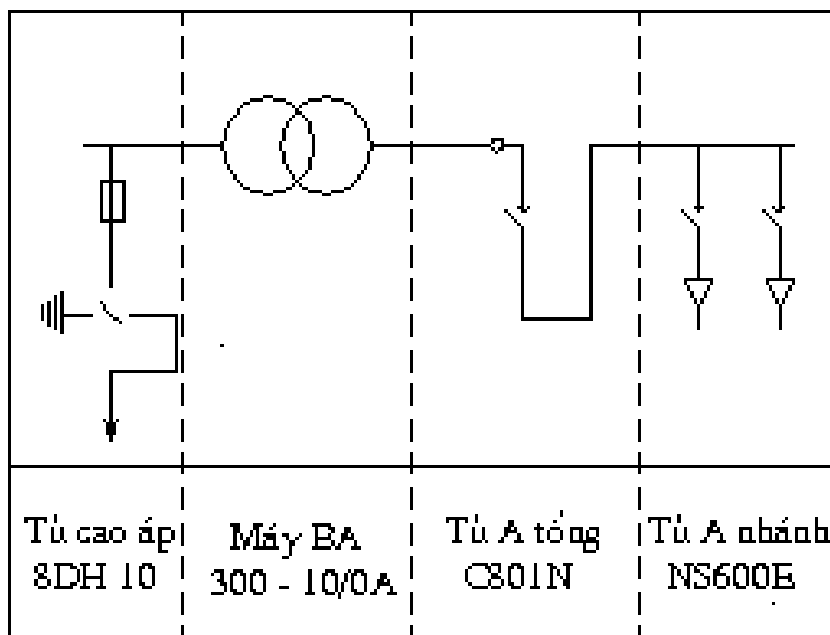 Tủ cao áp
8DH 10
Máy BA
300 - 10/0A
Tủ A tổng
C801N
Tủ A nhánh
NS600E